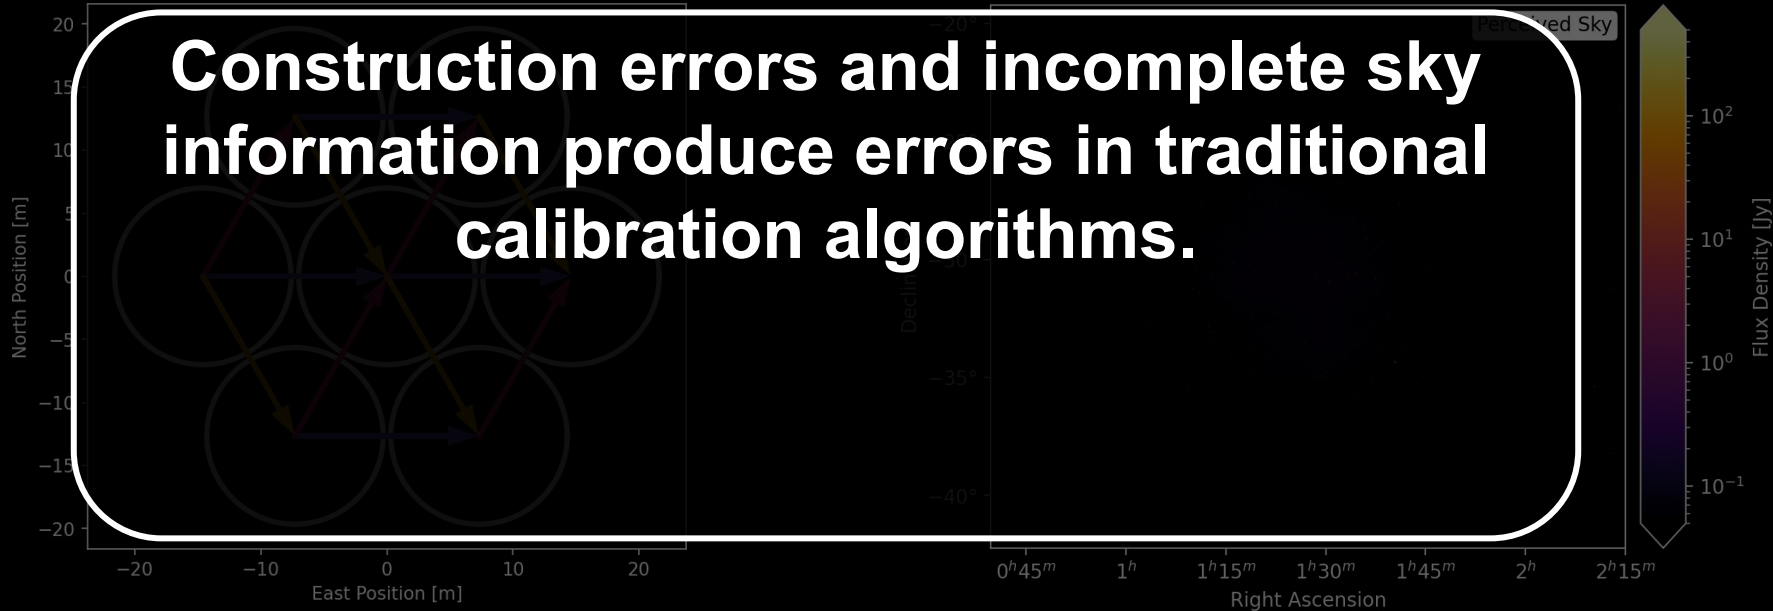 Construction errors and incomplete sky
information produce errors in traditional
calibration algorithms.
20
15
10
5
0
−5
−10
−15
−20
North Position [m]
−20 −10 0 10 20
East Position [m]
Perceived Sky
−20°
−30°
−35°
−40°
0ʰ45ᵐ 1ʰ 1ʰ15ᵐ 1ʰ30ᵐ 1ʰ45ᵐ 2ʰ 2ʰ15ᵐ
Right Ascension
10²
10¹
10⁰
10⁻¹
Flux Density [Jy]